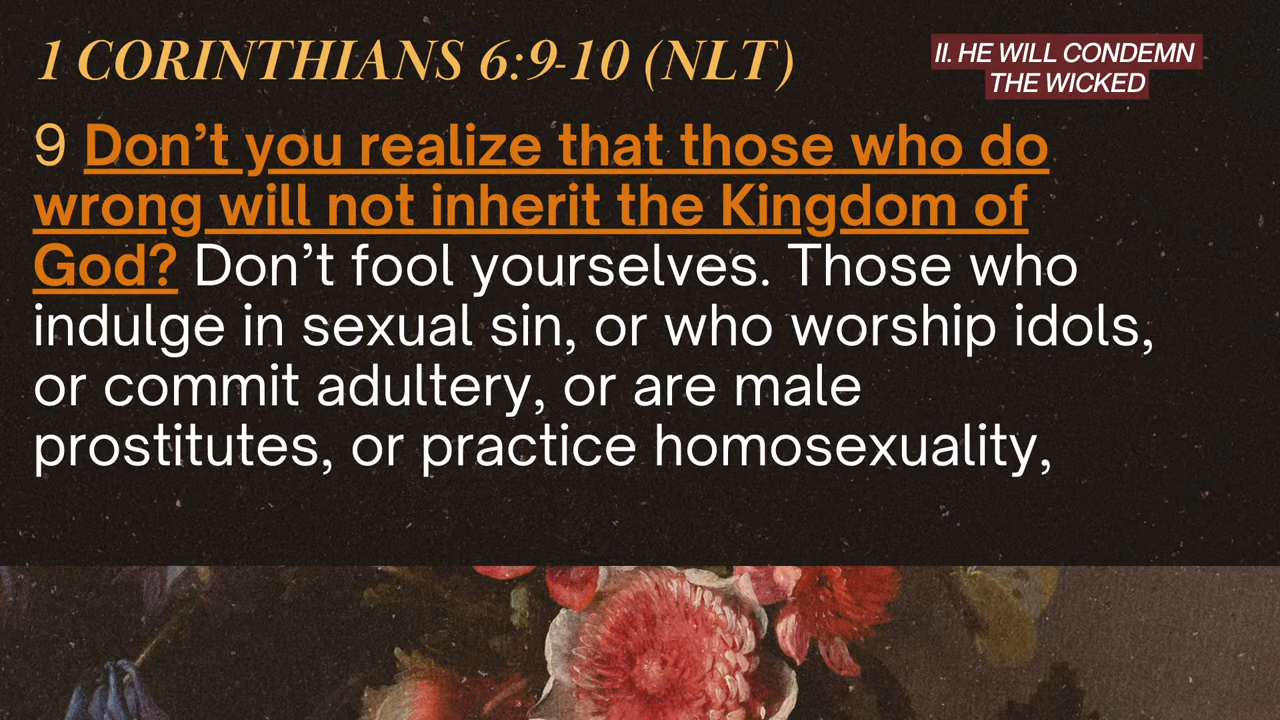 1 CORINTHIANS 6:9-10 (NLT)
II. HE WILL CONDEMN
THE WICKED
9 Don’t you realize that those who do
wrong will not inherit the Kingdom of
God? Don’t fool yourselves. Those who
indulge in sexual sin, or who worship idols,
or commit adultery, or are male
prostitutes, or practice homosexuality,